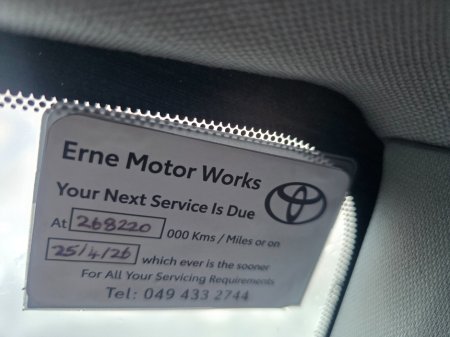 Erne Motor Works
Your Next Service Is Due
At 268220 000 Kms / Miles or on
25/4/26 which ever is the sooner
For All Your Servicing Requirements
Tel: 049 433 2744